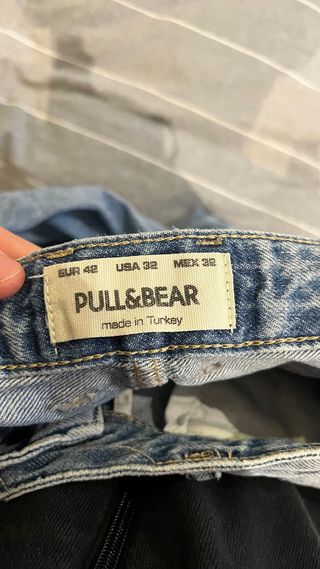 EUR 42 USA 32 MEX 32
PULL&BEAR
made in Turkey